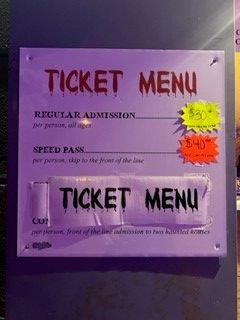 TICKET MENU
REGULAR ADMISSION $30
per person, all ages
SPEED PASS $40
per person, skip to the front of the line
TICKET MENU
CO
per person, front of the line admission to two haunted houses